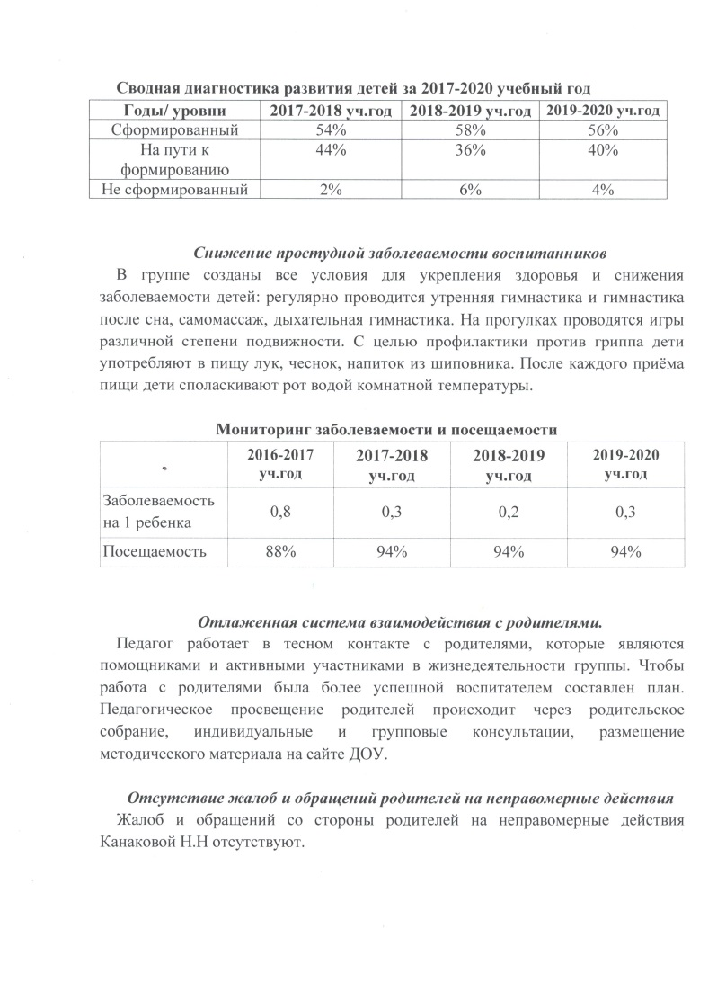 Сводная диагностика развития детей за 2017-2020 учебный год
Годы/ уровни 2017-2018 уч.год 2018-2019 уч.год 2019-2020 уч.год
Сформированный 54% 58% 56%
На пути к 44% 36% 40%
формированию
Не сформированный 2% 6% 4%
Снижение простудной заболеваемости воспитанников
В группе созданы все условия для укрепления здоровья и снижения
заболеваемости детей: регулярно проводится утренняя гимнастика и гимнастика
после сна, самомассаж, дыхательная гимнастика. На прогулках проводятся игры
различной степени подвижности. С целью профилактики против гриппа дети
употребляют в пищу лук, чеснок, напиток из шиповника. После каждого приёма
пищи дети споласкивают рот водой комнатной температуры.
Мониторинг заболеваемости и посещаемости
2016-2017 2017-2018 2018-2019 2019-2020
уч.год уч.год уч.год уч.год
Заболеваемость
на 1 ребенка 0,8 0,3 0,2 0,3
Посещаемость 88% 94% 94% 94%
Отлаженная система взаимодействия с родителями.
Педагог работает в тесном контакте с родителями, которые являются
помощниками и активными участниками в жизнедеятельности группы. Чтобы
работа с родителями была более успешной воспитателем составлен план.
Педагогическое просвещение родителей происходит через родительское
собрание, индивидуальные и групповые консультации, размещение
методического материала на сайте ДОУ.
Отсутствие жалоб и обращений родителей на неправомерные действия
Жалоб и обращений со стороны родителей на неправомерные действия
Канаковой Н.Н отсутствуют.